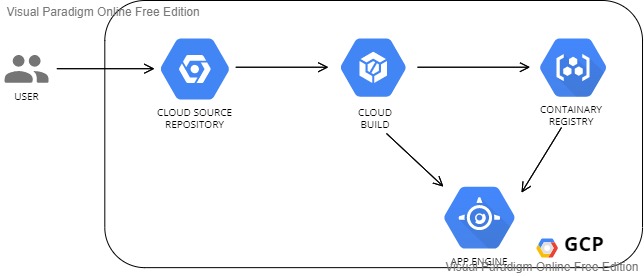 Visual Paradigm Online Free Edition
USER
CLOUD SOURCE
REPOSITORY
CLOUD
BUILD
CONTAINARY
REGISTRY
APP ENGINE
GCP
Visual Paradigm Online Free Edition